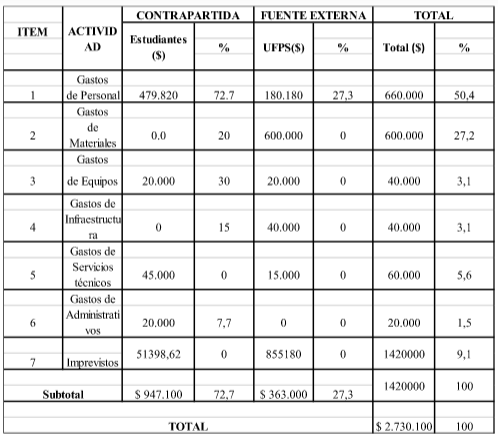 CONTRAPARTIDA FUENTE EXTERNA TOTAL
ITEM ACTIVID
AD Estudiantes
($) % UFPS($) % Total ($) %
1 Gastos
de Personal 479.820 72.7 180.180 27,3 660.000 50,4
2 Gastos
de
Materiales 0.0 20 600.000 0 600.000 27,2
3 Gastos
de Equipos 20.000 30 20.000 0 40.000 3,1
4 Gastos de
Infraestructu
ra 0 15 40.000 0 40.000 3,1
5 Gastos de
Servicios
técnicos 45.000 0 15.000 0 60.000 5,6
6 Gastos de
Administrati
vos 20.000 7,7 0 0 20.000 1,5
7 Imprevistos 51398,62 0 855180 0 1420000 9,1
Subtotal $ 947.100 72,7 $ 363.000 27,3 1420000 100
TOTAL $ 2.730.100 100